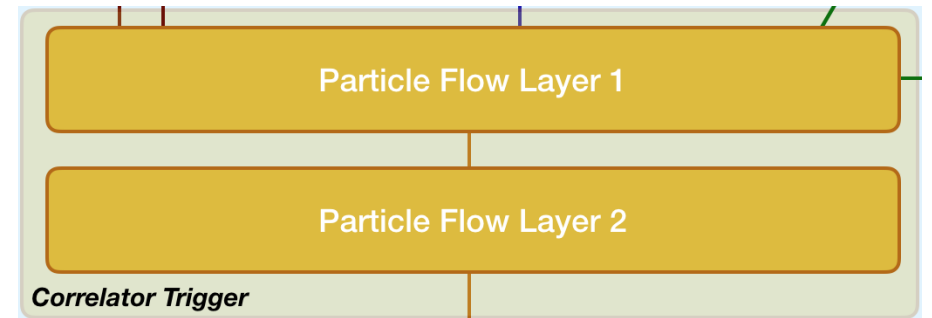 Particle Flow Layer 1
Particle Flow Layer 2
Correlator Trigger